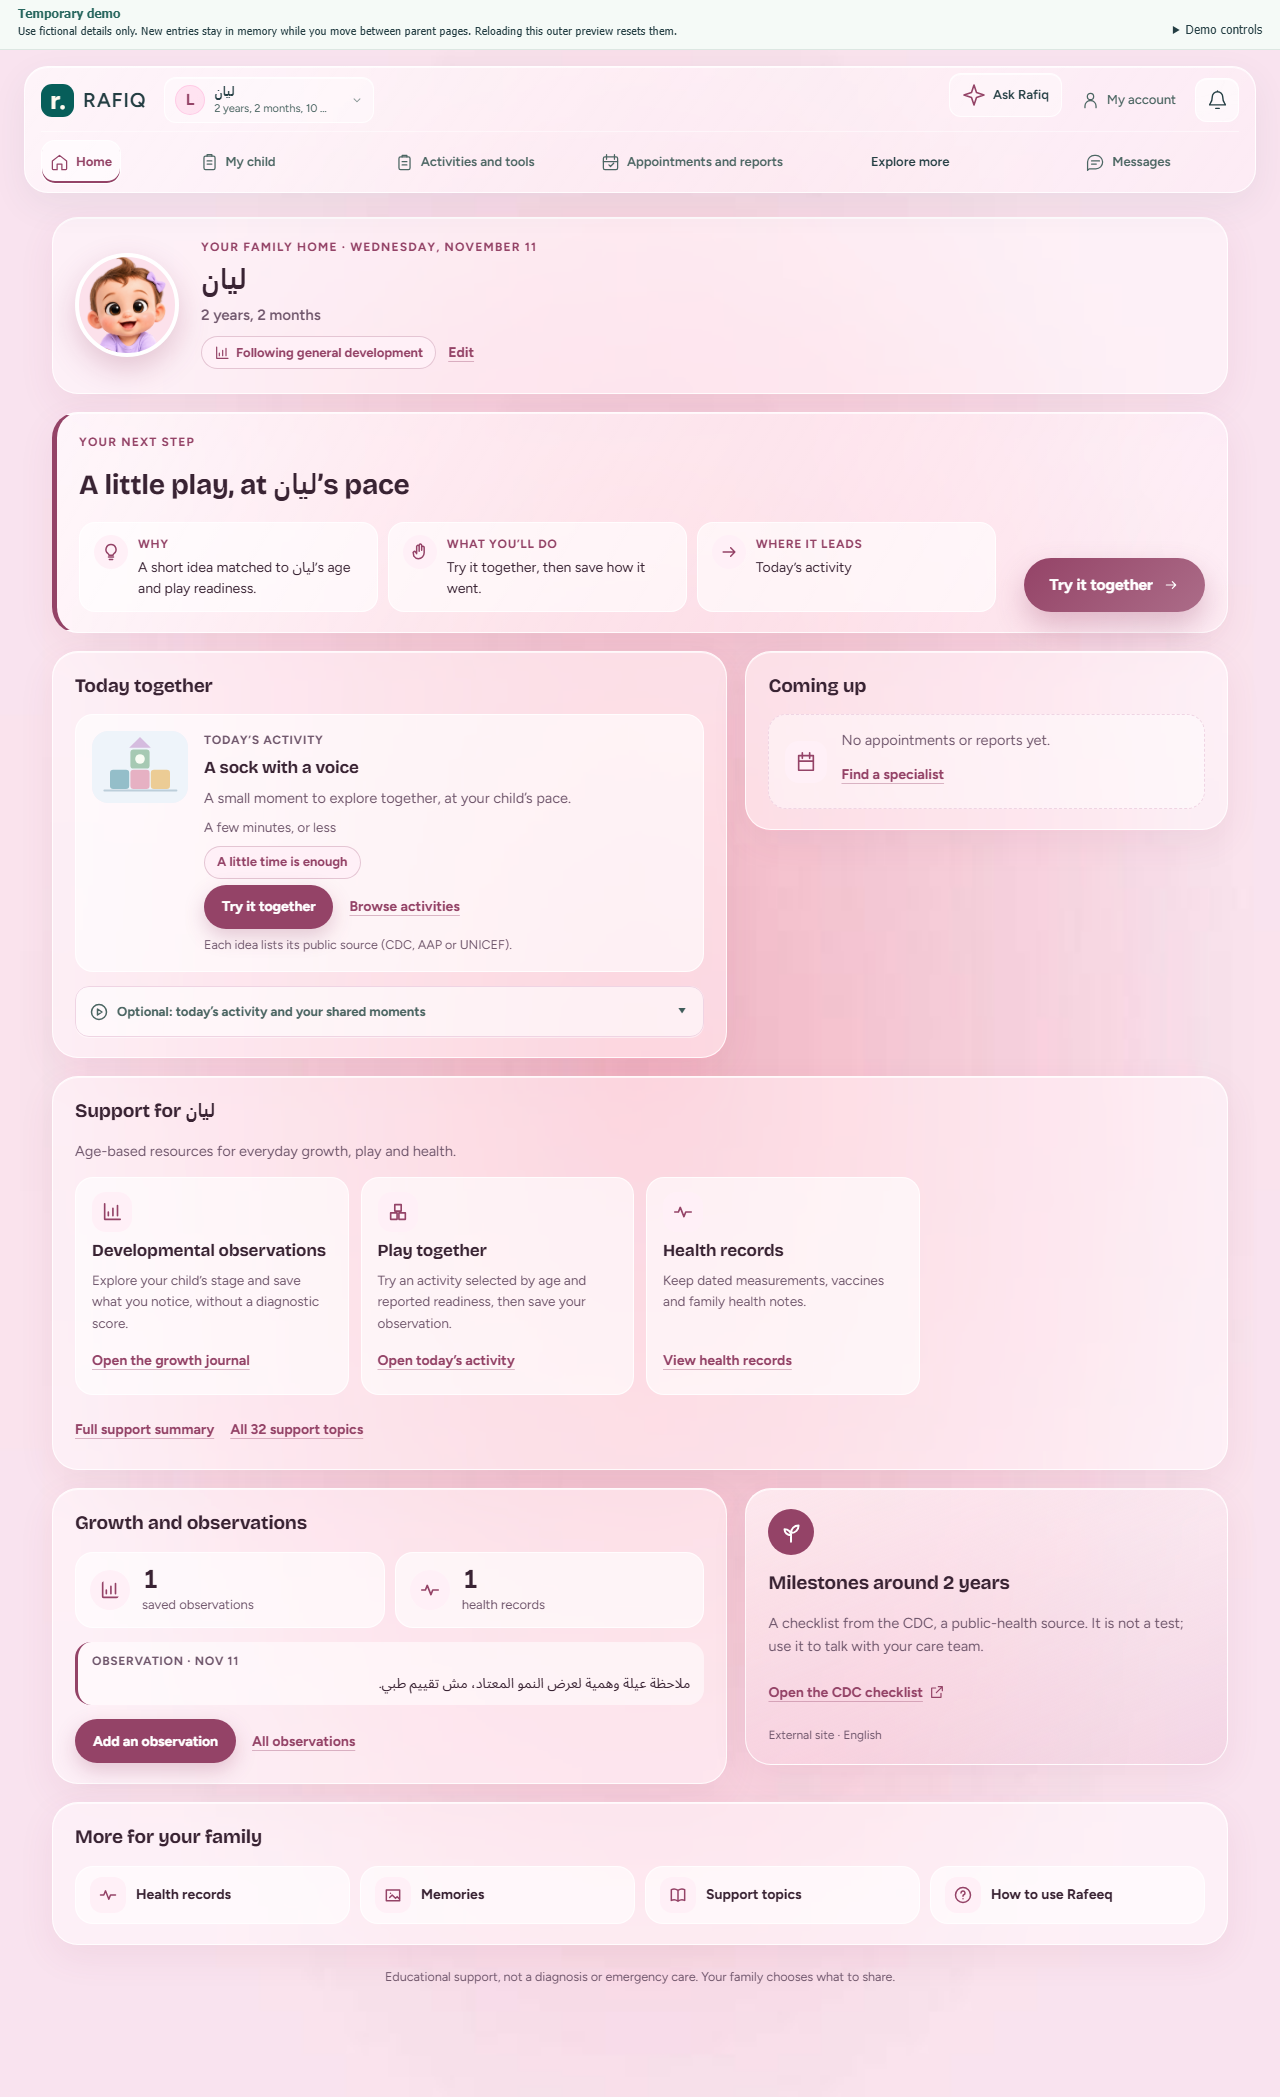 Temporary demo
Use fictional details only. New entries stay in memory while you move between parent pages. Reloading this outer preview resets them.
Demo controls
r. RAFIQ
L
ليان
2 years, 2 months, 10 ...
Ask Rafiq
My account
Home
My child
Activities and tools
Appointments and reports
Explore more
Messages
YOUR FAMILY HOME · WEDNESDAY, NOVEMBER 11
ليان
2 years, 2 months
Following general development
Edit
YOUR NEXT STEP
A little play, at ليان’s pace
WHY
A short idea matched to ليان’s age
and play readiness.
WHAT YOU’LL DO
Try it together, then save how it
went.
WHERE IT LEADS
Today’s activity
Try it together →
Today together
TODAY’S ACTIVITY
A sock with a voice
A small moment to explore together, at your child’s pace.
A few minutes, or less
A little time is enough
Try it together
Browse activities
Each idea lists its public source (CDC, AAP or UNICEF).
Optional: today’s activity and your shared moments
Coming up
No appointments or reports yet.
Find a specialist
Support for ليان
Age-based resources for everyday growth, play and health.
Developmental observations
Explore your child’s stage and save
what you notice, without a diagnostic
score.
Open the growth journal
Play together
Try an activity selected by age and
reported readiness, then save your
observation.
Open today’s activity
Health records
Keep dated measurements, vaccines
and family health notes.
View health records
Full support summary
All 32 support topics
Growth and observations
1
saved observations
1
health records
OBSERVATION · NOV 11
ملاحظة عيلة وهمية لعرض النمو المعتاد، مش تقييم طبي.
Add an observation
All observations
Milestones around 2 years
A checklist from the CDC, a public-health source. It is not a test;
use it to talk with your care team.
Open the CDC checklist
External site · English
More for your family
Health records
Memories
Support topics
How to use Rafeeq
Educational support, not a diagnosis or emergency care. Your family chooses what to share.